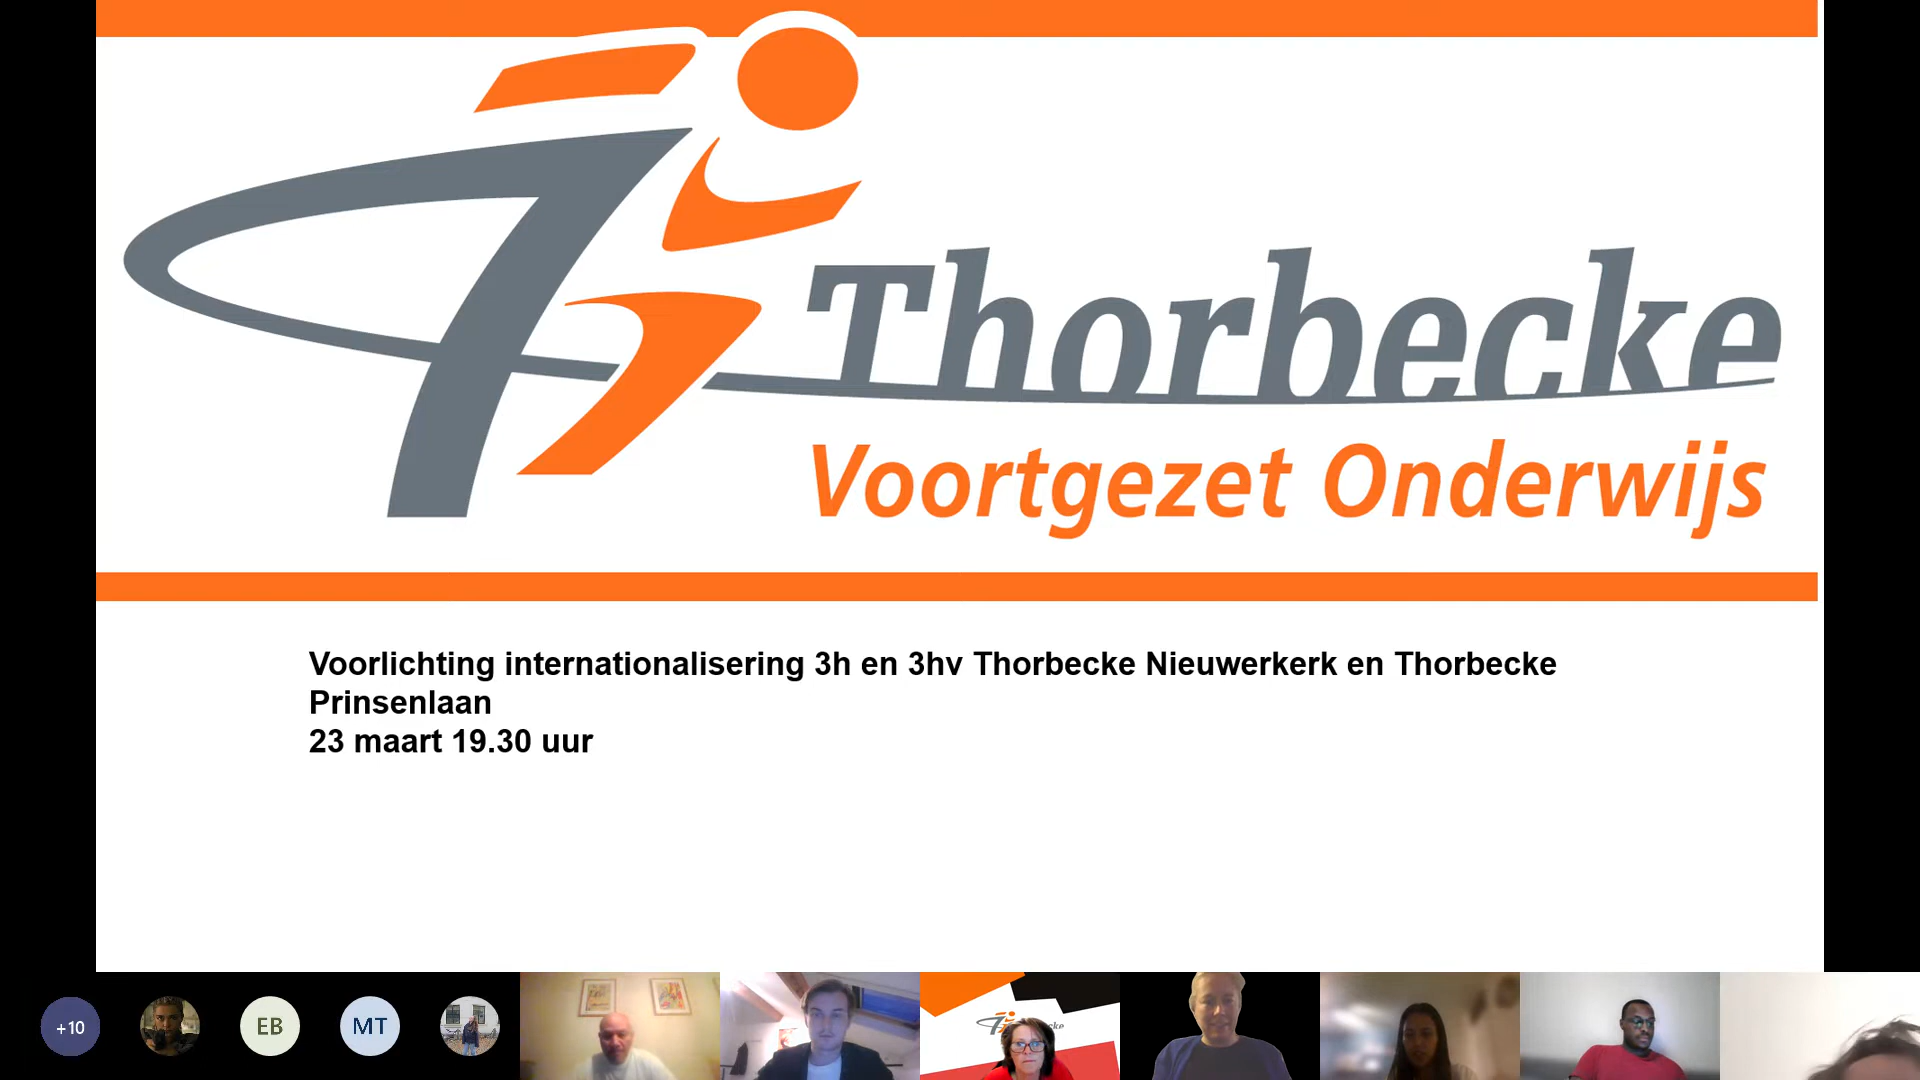 Thorbecke
Voortgezet Onderwijs
Voorlichting internationalisering 3h en 3hv Thorbecke Nieuwerkerk en Thorbecke
Prinsenlaan
23 maart 19.30 uur
+10
EB
MT